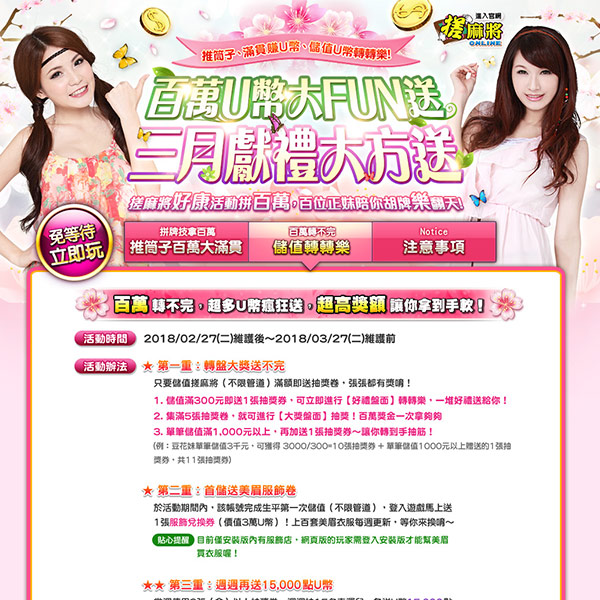 推筒子、滿貫賺U幣、儲值U幣轉轉樂!
進入官網
搓麻將
ONLINE
百萬U幣大FUN送
三月獻禮大方送
搓麻將好康活動拼百萬，百位正妹陪你胡牌樂翻天!
免等待
立即玩
拼牌技拿百萬
推筒子百萬大滿貫
百萬轉不完
儲值轉轉樂
Notice
注意事項
百萬 轉不完，超多U幣瘋狂送，超高獎額 讓你拿到手軟！
活動時間 2018/02/27(二)維護後～2018/03/27(二)維護前
活動辦法 ★ 第一重：轉盤大獎送不完
只要儲值搓麻將（不限管道）滿額即送抽獎卷，張張都有獎唷！
1. 儲值滿300元即送1張抽獎券，可立即進行【好禮盤面】轉轉樂，一堆好禮送給你！
2. 集滿5張抽獎卷，就可進行【大獎盤面】抽獎！百萬獎金一次拿夠夠
3. 單筆儲值滿1,000元以上，再加送1張抽獎券～讓你轉到手抽筋！
(例：豆花妹單筆儲值3千元，可獲得 3000/300=10張抽獎券 + 單筆儲值1000元以上贈送的1張抽
獎券，共11張抽獎券)
★ 第二重：首儲送美眉服飾卷
於活動期間內，該帳號完成生平第一次儲值（不限管道），登入遊戲馬上送
1張服飾兌換券（價值3萬U幣）！上百套美眉衣服每週更新，等你來換唷～
貼心提醒 目前僅安裝版內有服飾店，網頁版的玩家需登入安裝版才能幫美眉
買衣服喔！
★★ 第三重：週週再送15,000點U幣